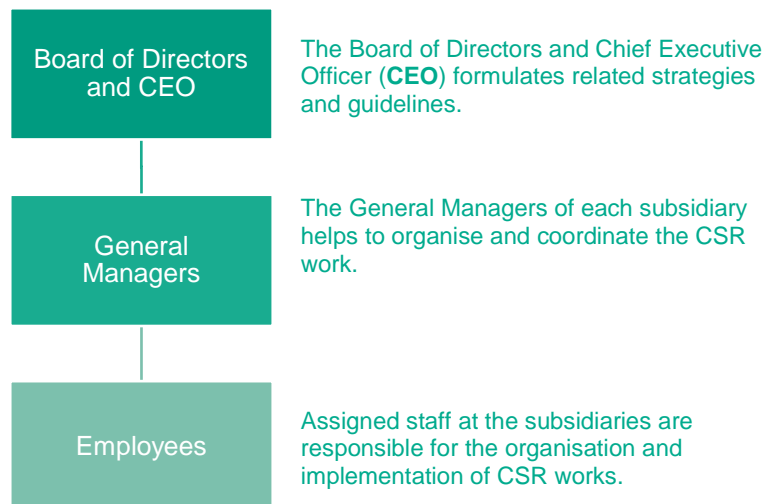 Board of Directors
and CEO
The Board of Directors and Chief Executive
Officer (CEO) formulates related strategies
and guidelines.
General
Managers
The General Managers of each subsidiary
helps to organise and coordinate the CSR
work.
Employees
Assigned staff at the subsidiaries are
responsible for the organisation and
implementation of CSR works.